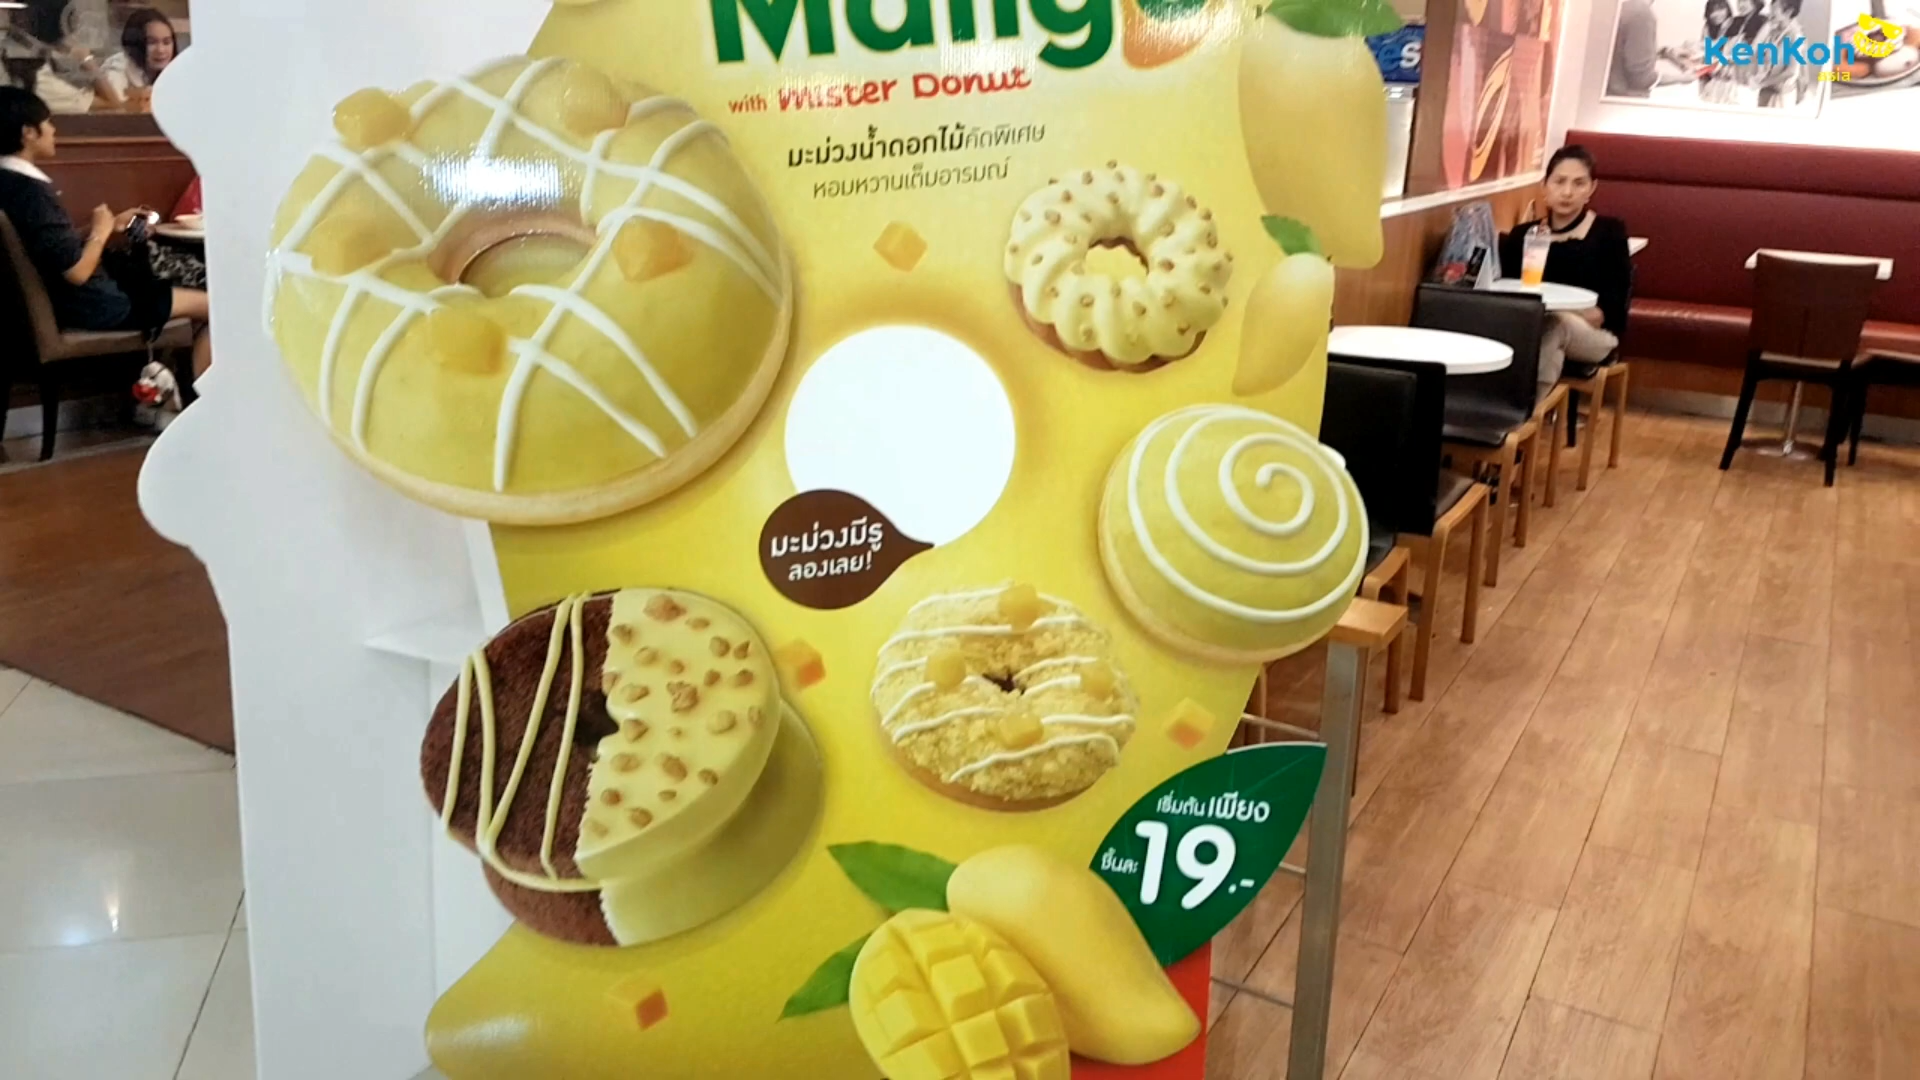 Mango
with Mister Donut
มะม่วงน้ำดอกไม้คัดพิเศษ
หอมหวานเต็มอารมณ์
มะม่วงมีรู
ลองเลย!
เริ่มต้นเพียง
ชิ้นละ 19.-
KenKoh
asia